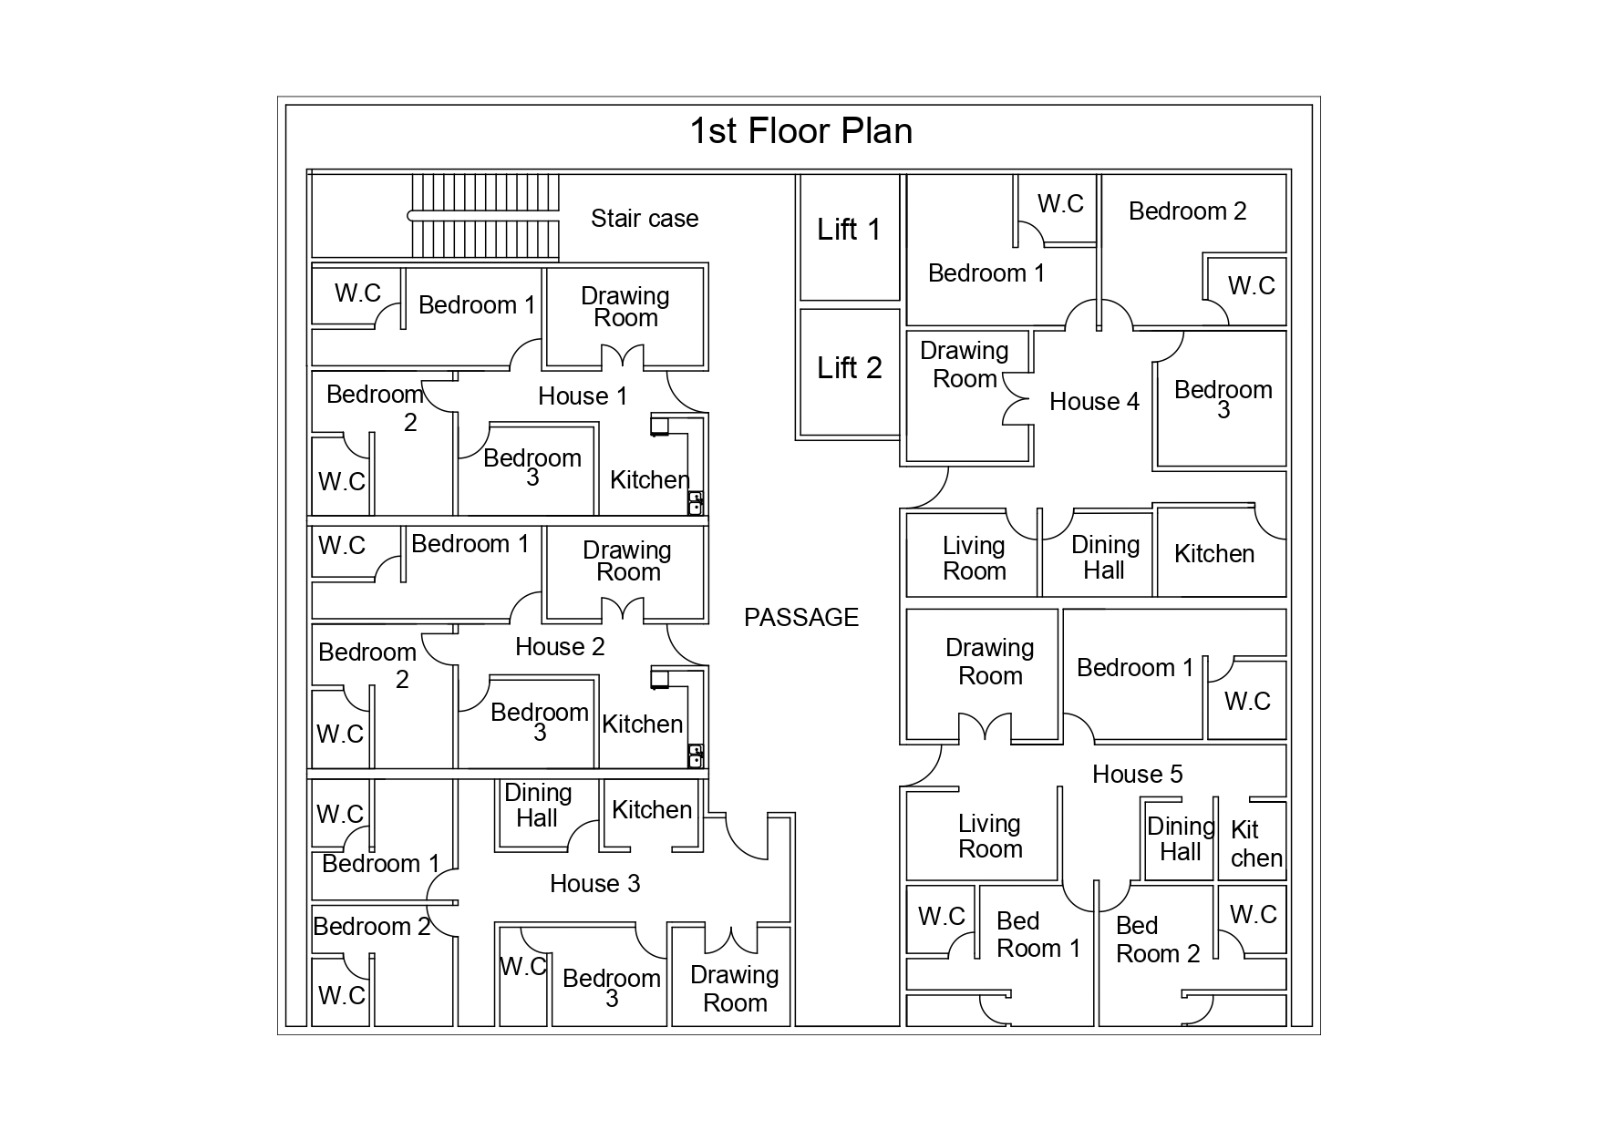 1st Floor Plan
Stair case
Lift 1
W.C
Bedroom 2
Bedroom 1
W.C
W.C
Bedroom 1
Drawing
Room
Lift 2
Drawing
Room
House 4
Bedroom
3
Bedroom
2
House 1
W.C
Bedroom
3
Kitchen
Living
Room
Dining
Hall
Kitchen
W.C
Bedroom 1
Drawing
Room
PASSAGE
Bedroom
2
House 2
W.C
Bedroom
3
Kitchen
Drawing
Room
Bedroom 1
W.C
House 5
W.C
Dining
Hall
Kitchen
Bedroom 1
House 3
Living
Room
Dining
Hall
Kit
chen
Bedroom 2
W.C
W.C
Bedroom
3
Drawing
Room
W.C
Bed
Room 1
Bed
Room 2
W.C